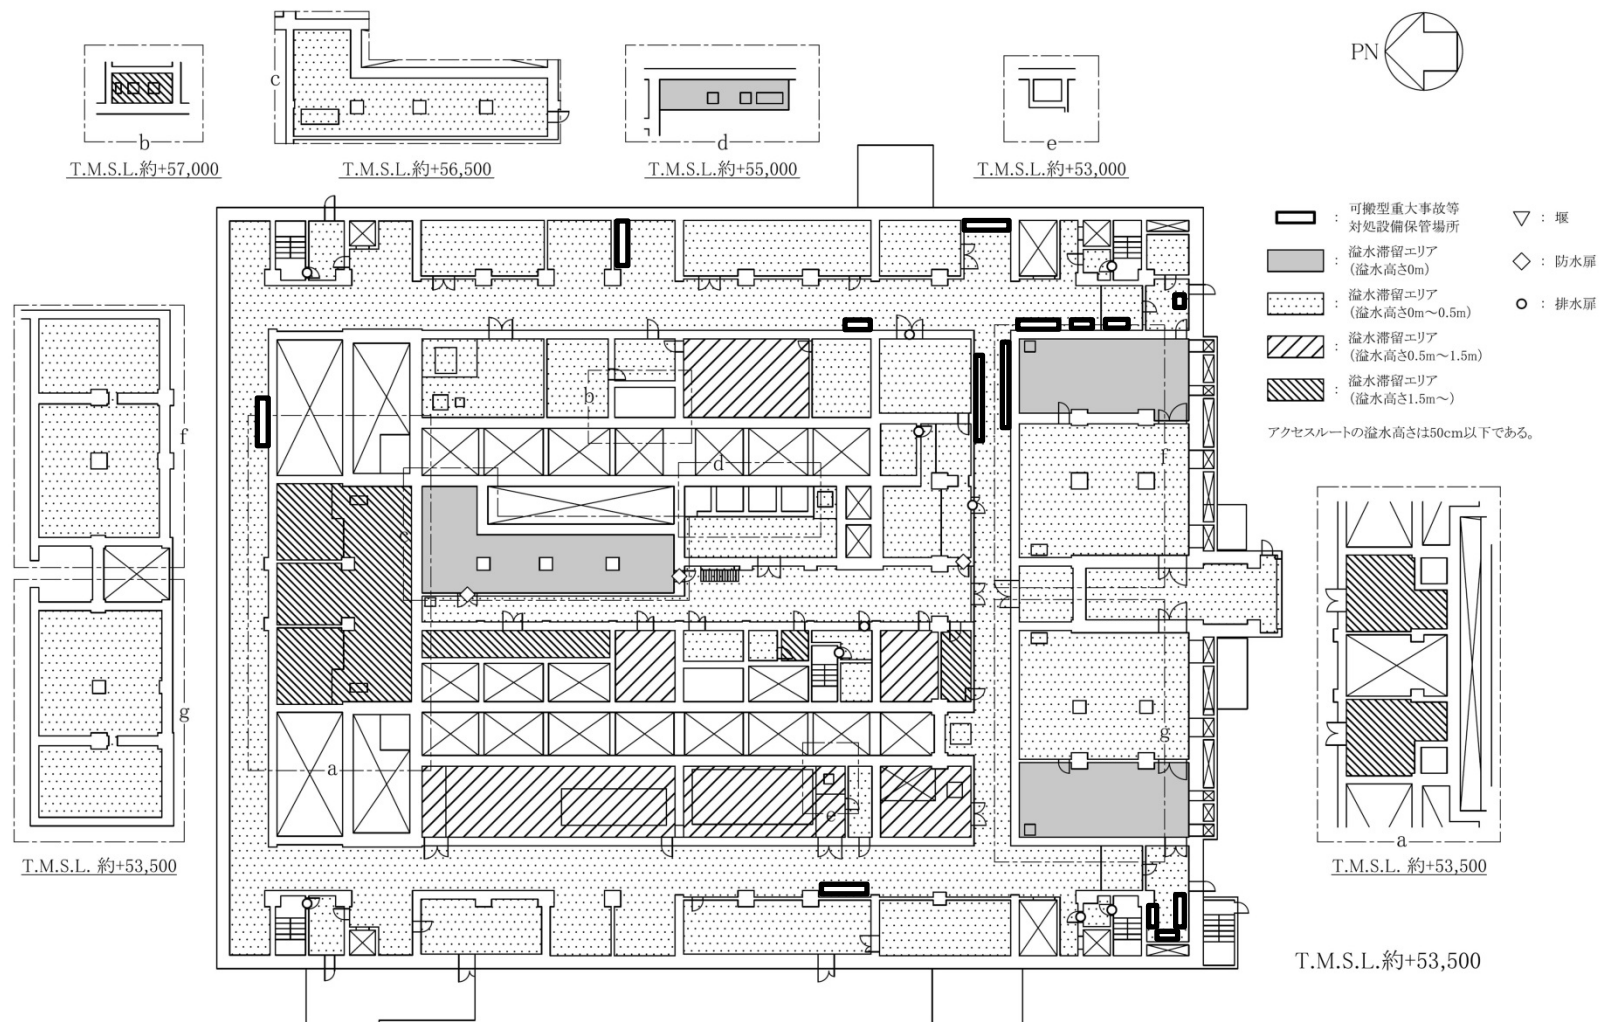 PN
c
b
T.M.S.L.約+57,000
T.M.S.L.約+56,500
d
T.M.S.L.約+55,000
e
T.M.S.L.約+53,000
： 可搬型重大事故等
対処設備保管場所
： 溢水滞留エリア
（溢水高さ0m）
： 溢水滞留エリア
（溢水高さ0m～0.5m）
： 溢水滞留エリア
（溢水高さ0.5m～1.5m）
： 溢水滞留エリア
（溢水高さ1.5m～）
： 堰
： 防水扉
： 排水扉
アクセスルートの溢水高さは50cm以下である。
f
g
T.M.S.L. 約+53,500
b
d
c
f
a
e
g
a
T.M.S.L. 約+53,500
T.M.S.L.約+53,500